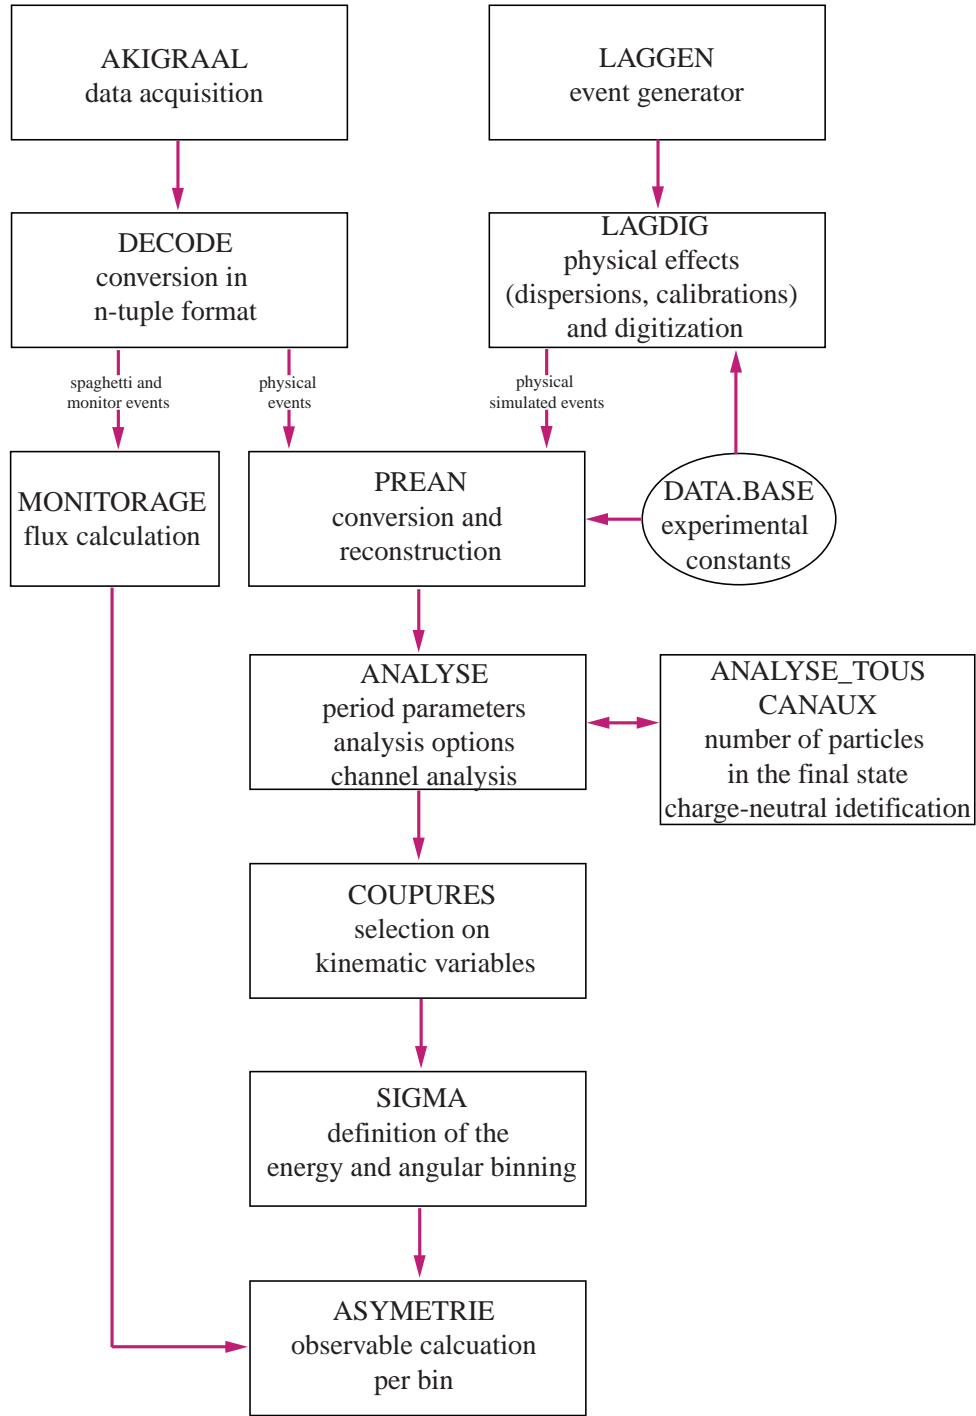 AKIGRAAL
data acquisition
LAGGEN
event generator
DECODE
conversion in
n-tuple format
LAGDIG
physical effects
(dispersions, calibrations)
and digitization
spaghetti and
monitor events
physical
events
physical
simulated events
MONITORAGE
flux calculation
PREAN
conversion and
reconstruction
DATA.BASE
experimental
constants
ANALYSE
period parameters
analysis options
channel analysis
ANALYSE_TOUS
CANAUX
number of particles
in the final state
charge-neutral idetification
COUPURES
selection on
kinematic variables
SIGMA
definition of the
energy and angular binning
ASYMETRIE
observable calcuation
per bin